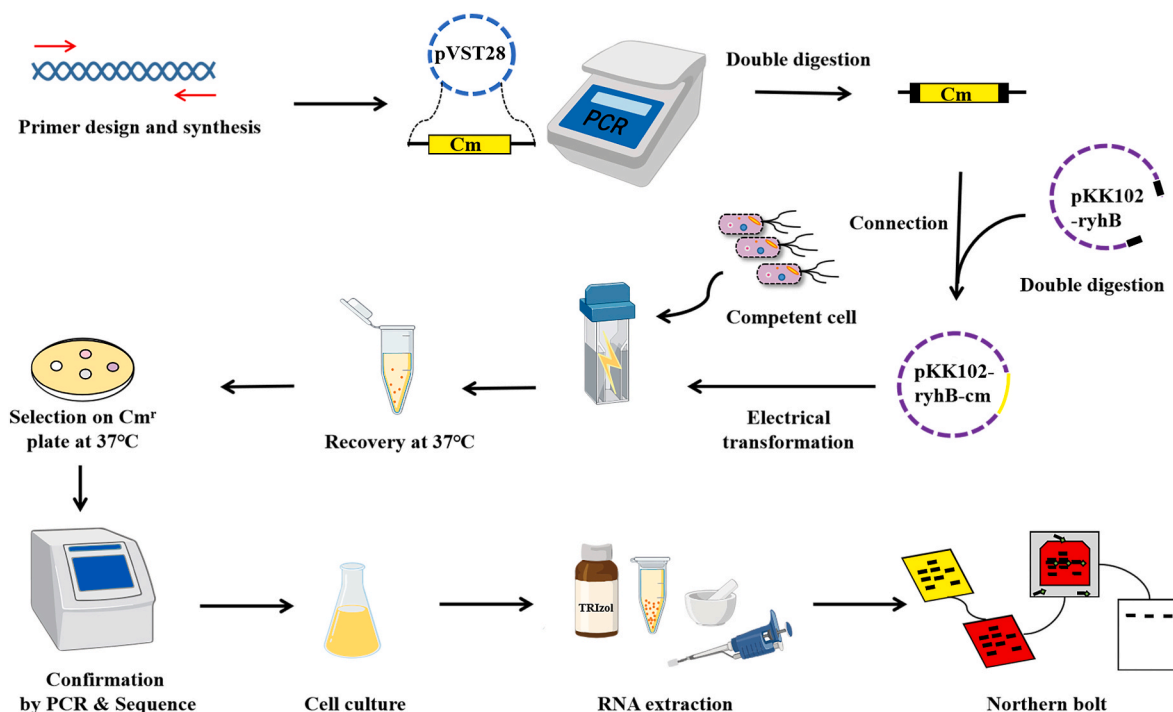 pVST28
Double digestion
PCR
Cm
Primer design and synthesis
Cm
pKK102
-ryhB
Connection
Double digestion
Competent cell
pKK102-
ryhB-cm
Selection on Cmʳ
plate at 37°C
Recovery at 37°C
Electrical
transformation
TRIzol
Confirmation
by PCR & Sequence
Cell culture
RNA extraction
Northern bolt